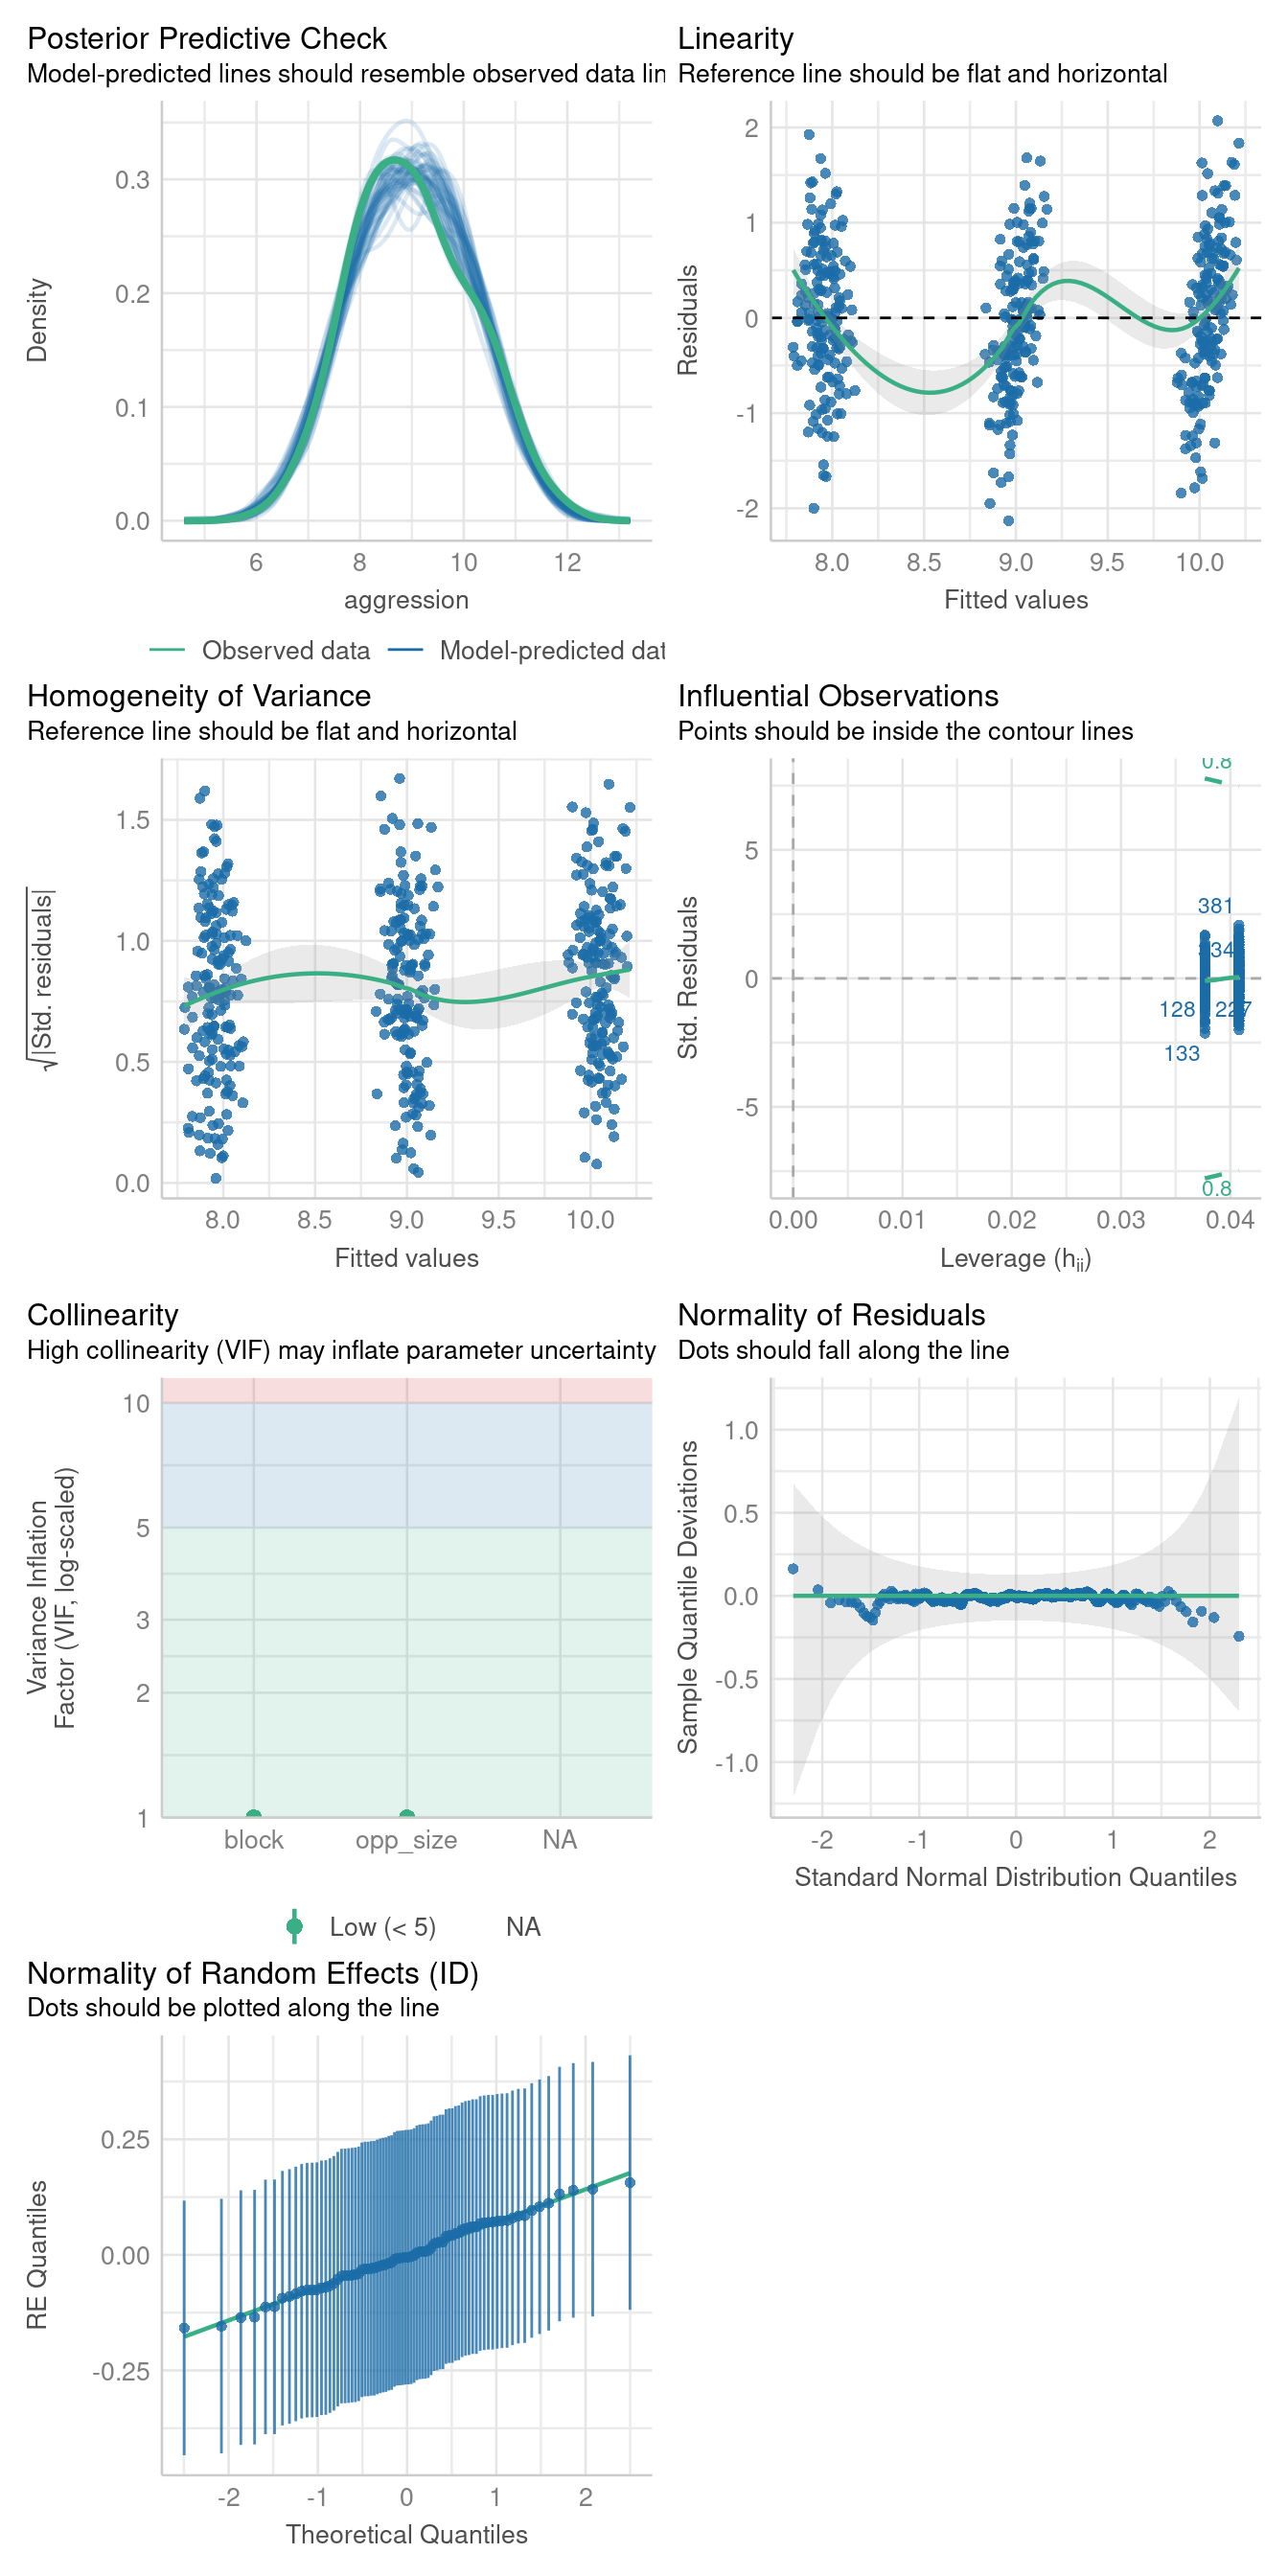 Posterior Predictive Check
Model-predicted lines should resemble observed data lin
Density
0.3
0.2
0.1
0.0
6 8 10 12
aggression
Observed data Model-predicted dat
Linearity
Reference line should be flat and horizontal
Residuals
2
1
0
-1
-2
8.0 8.5 9.0 9.5 10.0
Fitted values
Homogeneity of Variance
Reference line should be flat and horizontal
√|Std. residuals|
1.5
1.0
0.5
0.0
8.0 8.5 9.0 9.5 10.0
Fitted values
Influential Observations
Points should be inside the contour lines
Std. Residuals
5
0
-5
0.8
381
334
128 227
133
0.8
0.00 0.01 0.02 0.03 0.04
Leverage (hii)
Collinearity
High collinearity (VIF) may inflate parameter uncertainty
Variance Inflation
Factor (VIF, log-scaled)
10
5
3
2
1
block opp_size NA
Low (< 5) NA
Normality of Residuals
Dots should fall along the line
Sample Quantile Deviations
1.0
0.5
0.0
-0.5
-1.0
-2 -1 0 1 2
Standard Normal Distribution Quantiles
Normality of Random Effects (ID)
Dots should be plotted along the line
RE Quantiles
0.25
0.00
-0.25
-2 -1 0 1 2
Theoretical Quantiles